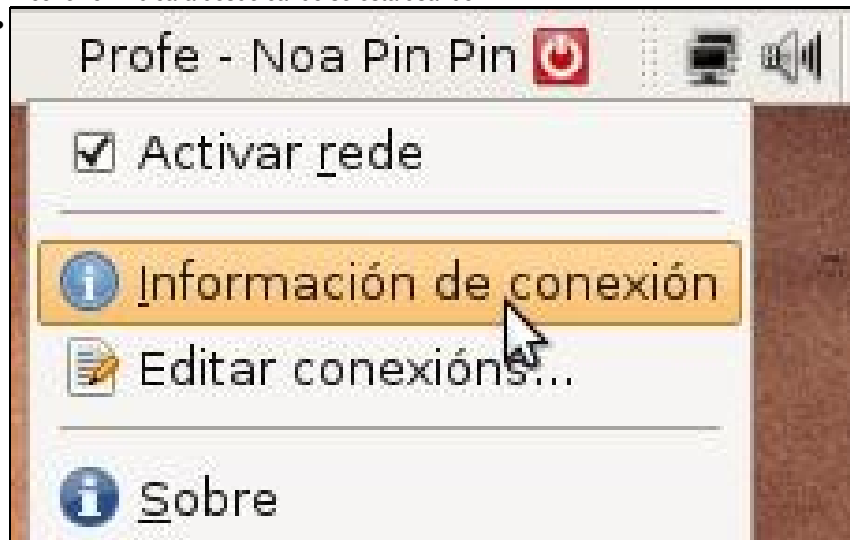 Profe - Noa Pin Pin
Activar rede
Información de conexión
Editar conexións...
Sobre